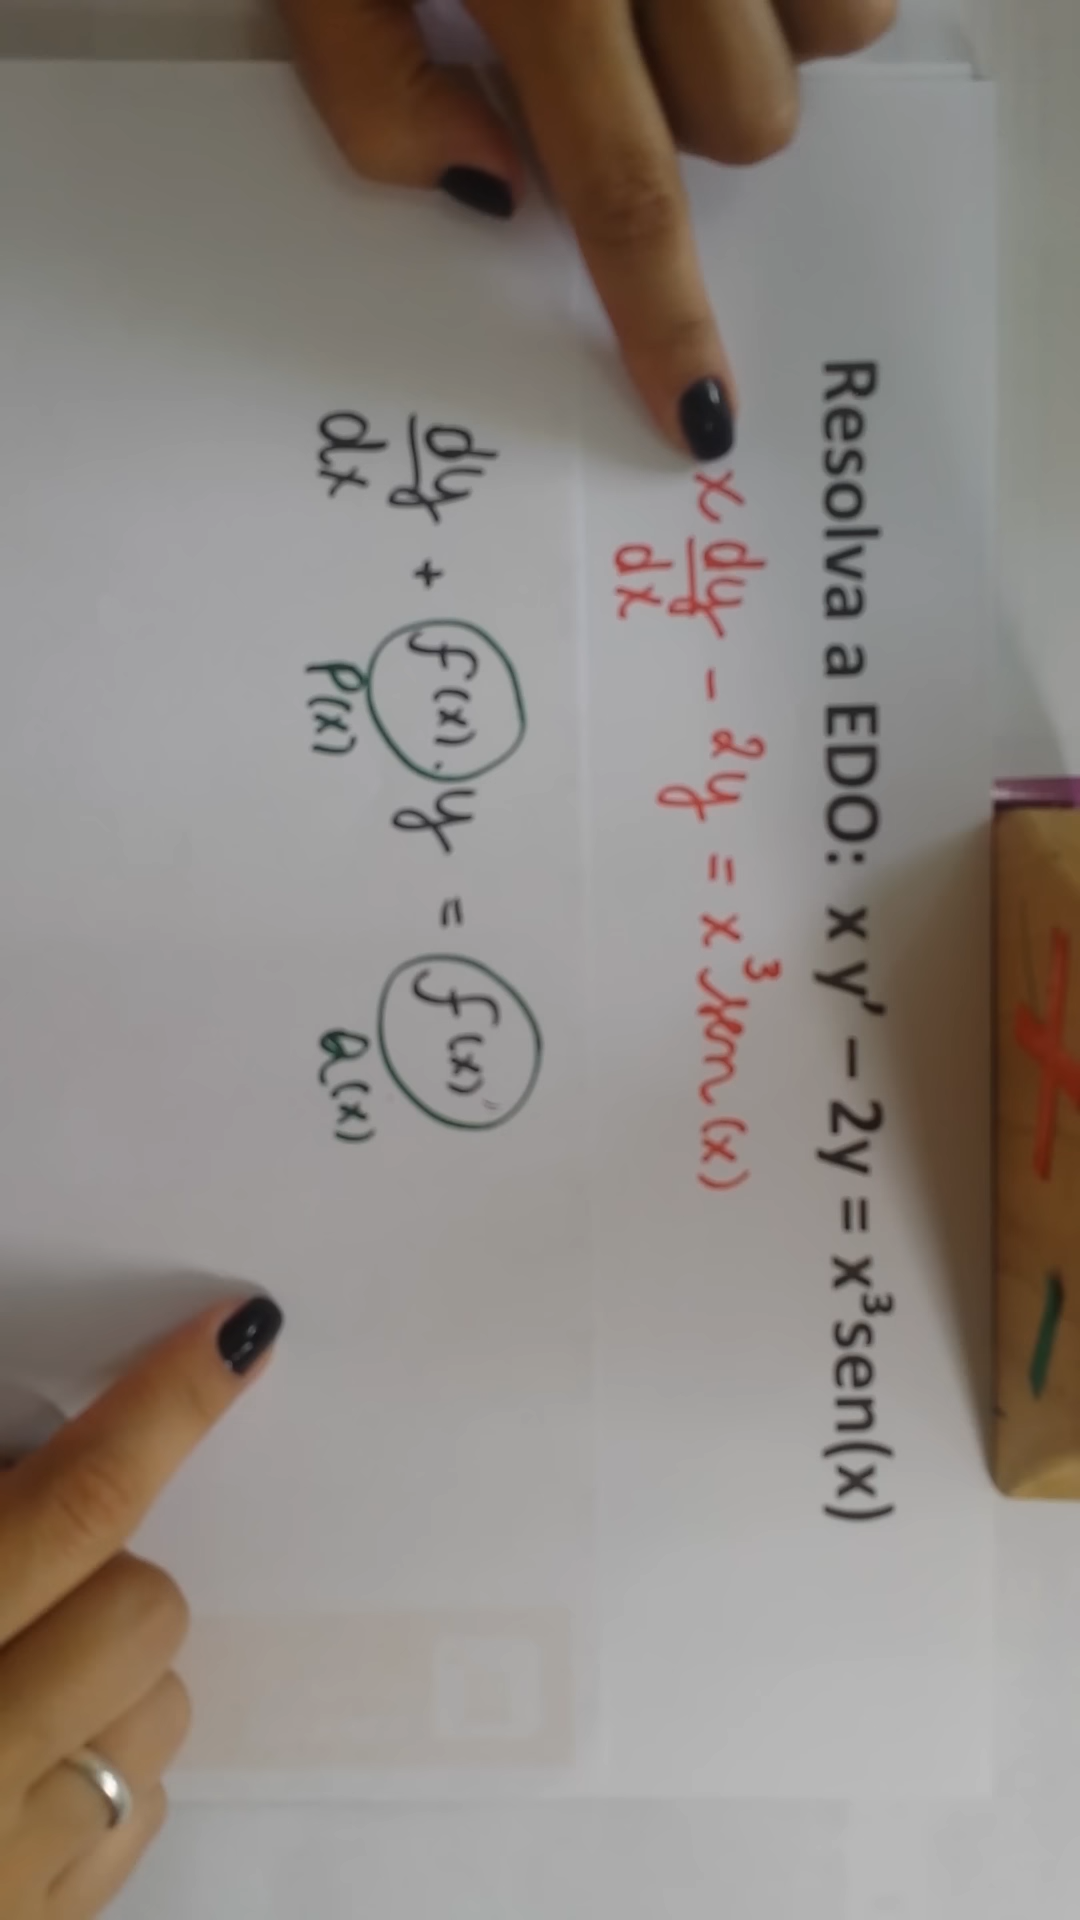 Resolva a EDO: x y' – 2y = x³sen(x)
x dy/dx - 2y = x³ sen(x)
dy/dx + f(x).y = f(x)
P(x) Q(x)